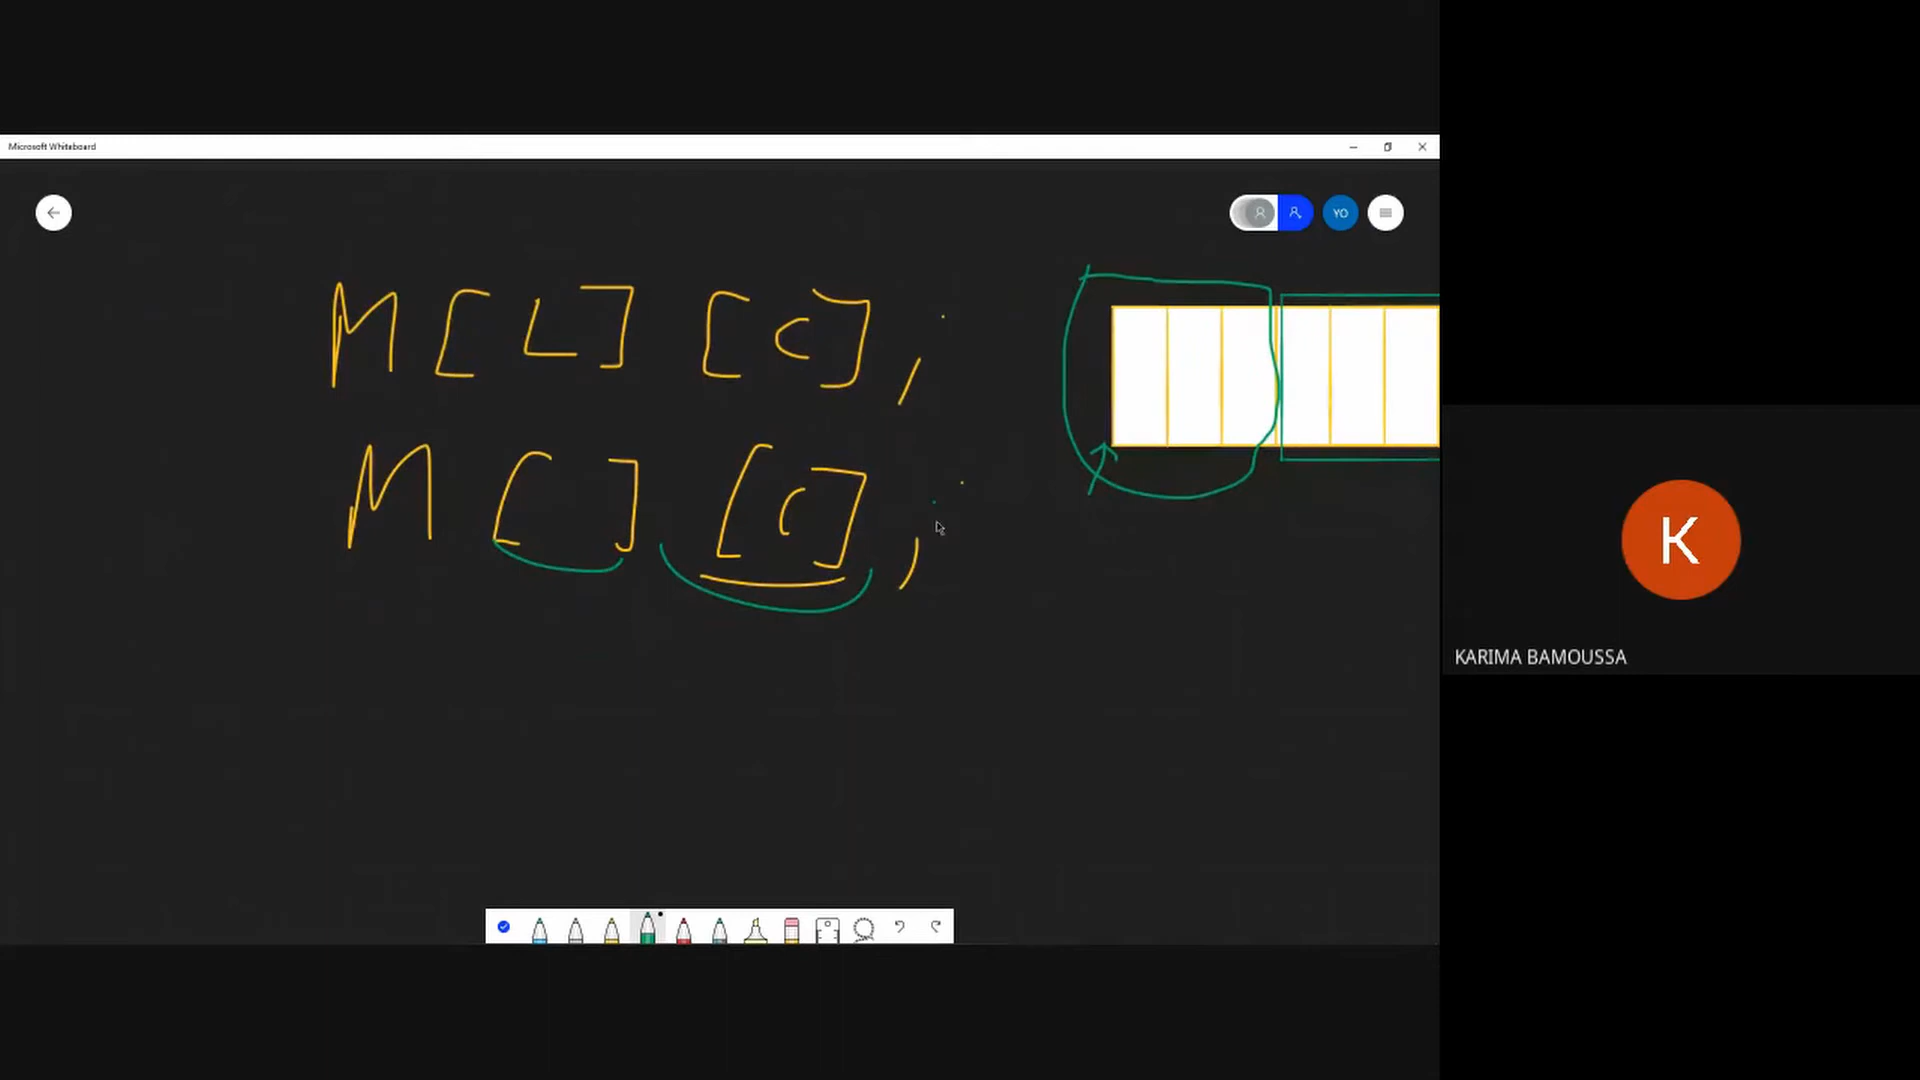 Microsoft Whiteboard
YO
M[L] [C];
M [ ] [C];
K
KARIMA BAMOUSSA